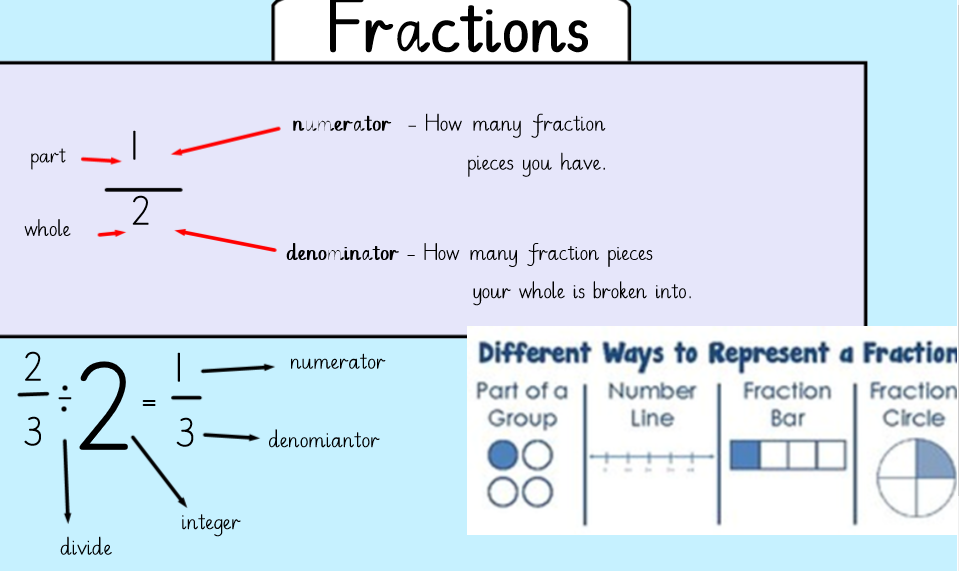 Fractions
part
1
2
whole
numerator - How many fraction
pieces you have.
denominator - How many fraction pieces
your whole is broken into.
2
3
÷ 2 =
1
3
numerator
denomiantor
integer
divide
Different Ways to Represent a Fraction
Part of a
Group
Number
Line
Fraction
Bar
Fraction
Circle